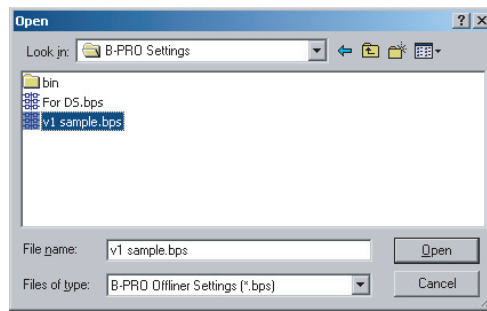 Open
Look in: B-PRO Settings
bin
For DS.bps
v1 sample.bps
File name: v1 sample.bps Open
Files of type: B-PRO Offliner Settings (*.bps) Cancel